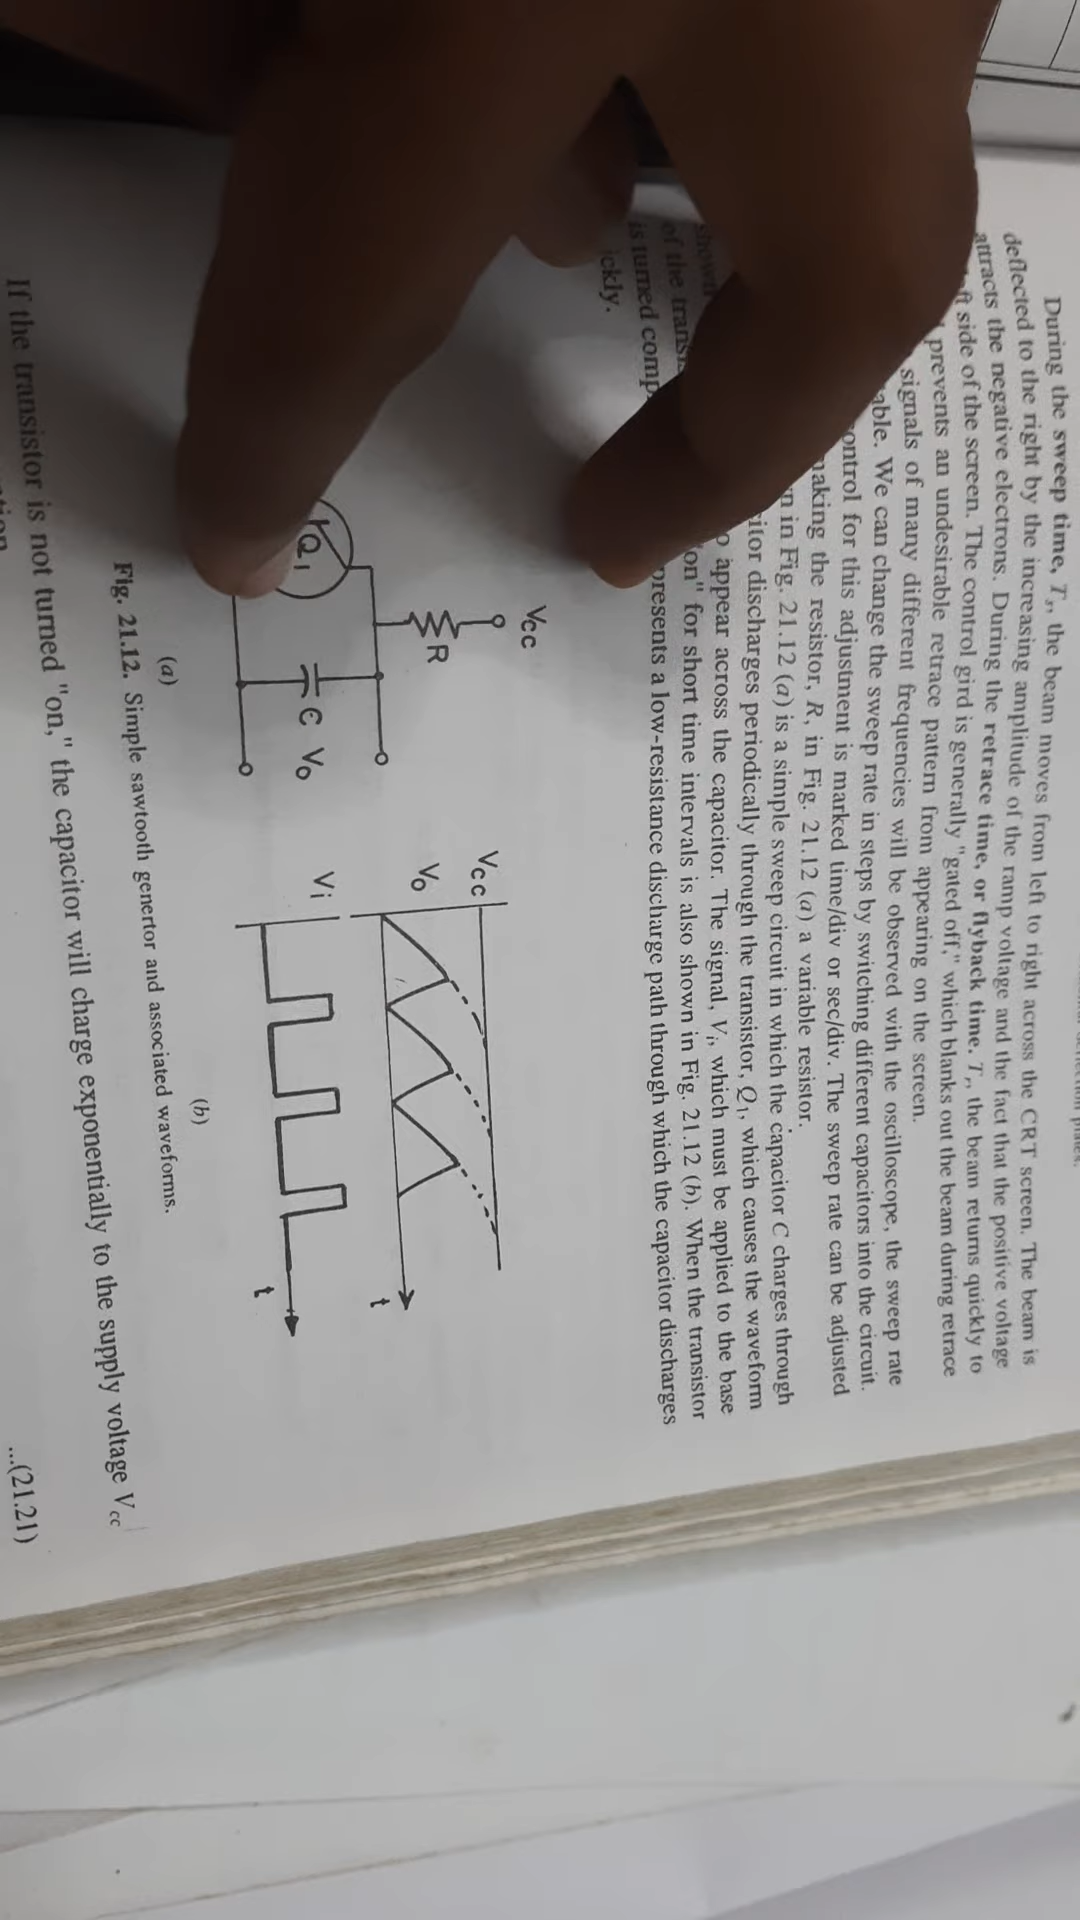 During the sweep time, Ts, the beam moves from left to right across the CRT screen. The beam is
deflected to the right by the increasing amplitude of the ramp voltage and the fact that the positive voltage
attracts the negative electrons. During the retrace time, or flyback time. Tr, the beam returns quickly to
side of the screen. The control gird is generally "gated off," which blanks out the beam during retrace
prevents an undesirable retrace pattern from appearing on the screen.
signals of many different frequencies will be observed with the oscilloscope, the sweep rate
able. We can change the sweep rate in steps by switching different capacitors into the circuit.
ontrol for this adjustment is marked time/div or sec/div. The sweep rate can be adjusted
aking the resistor, R, in Fig. 21.12 (a) a variable resistor.
n in Fig. 21.12 (a) is a simple sweep circuit in which the capacitor C charges through
itor discharges periodically through the transistor, Q1, which causes the waveform
shown
o appear across the capacitor. The signal, Vi, which must be applied to the base
of the trans
on" for short time intervals is also shown in Fig. 21.12 (b). When the transistor
is turned comp
presents a low-resistance discharge path through which the capacitor discharges
ickly.
Vcc
R
Q1
C Vo
Vcc
Vo
t
Vi
t
(a)
(b)
Fig. 21.12. Simple sawtooth genertor and associated waveforms.
If the transistor is not turned "on," the capacitor will charge exponentially to the supply voltage Vcc
...(21.21)